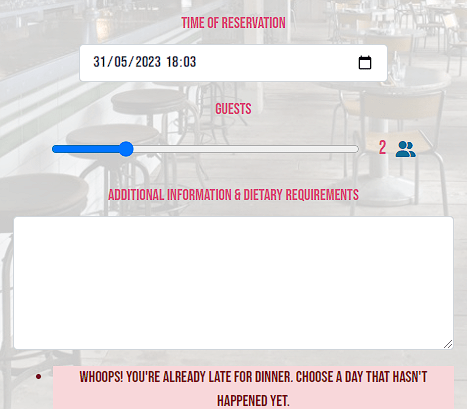 TIME OF RESERVATION
31/05/2023 18:03
GUESTS
2
ADDITIONAL INFORMATION & DIETARY REQUIREMENTS
WHOOPS! YOU'RE ALREADY LATE FOR DINNER. CHOOSE A DAY THAT HASN'T
HAPPENED YET.